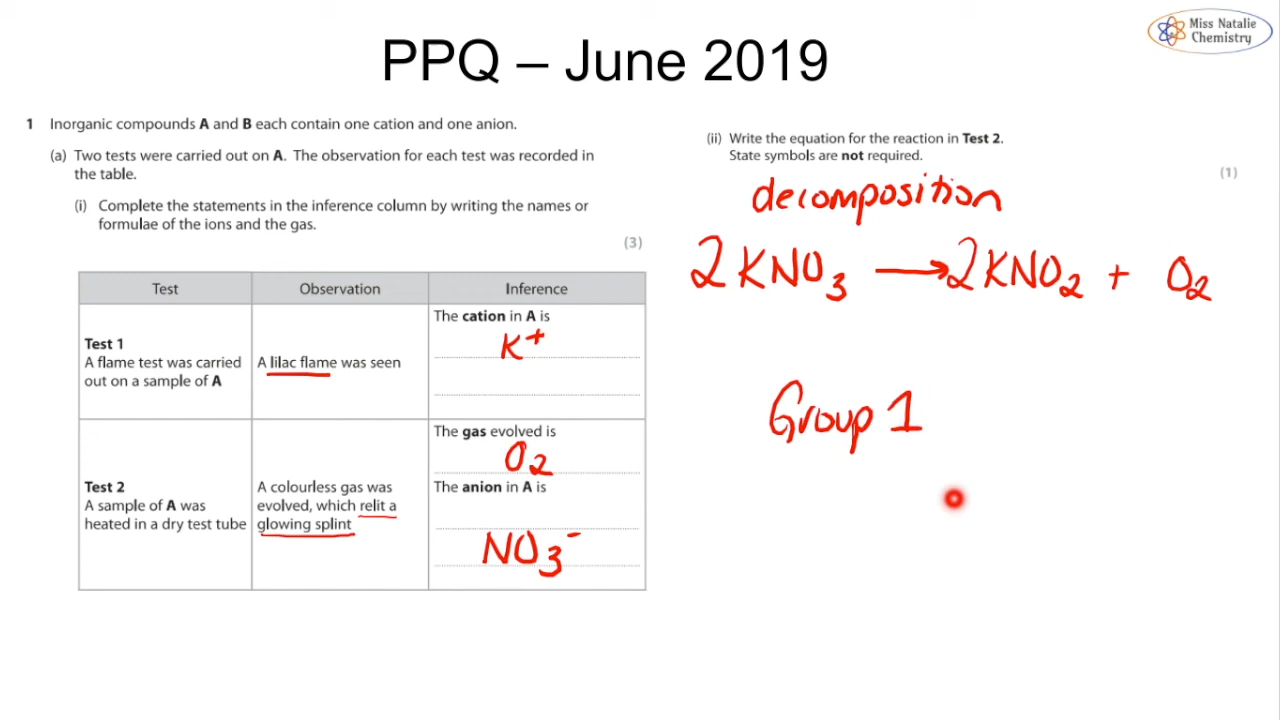 Miss Natalie
Chemistry
PPQ – June 2019
1 Inorganic compounds A and B each contain one cation and one anion.
(a) Two tests were carried out on A. The observation for each test was recorded in
the table.
(i) Complete the statements in the inference column by writing the names or
formulae of the ions and the gas.
(3)
Test Observation Inference
Test 1
A flame test was carried
out on a sample of A
A lilac flame was seen
The cation in A is
K+
Test 2
A sample of A was
heated in a dry test tube
A colourless gas was
evolved, which relit a
glowing splint
The gas evolved is
O2
The anion in A is
NO3-
(ii) Write the equation for the reaction in Test 2.
State symbols are not required.
(1)
decomposition
2KNO3 → 2KNO2 + O2
Group 1